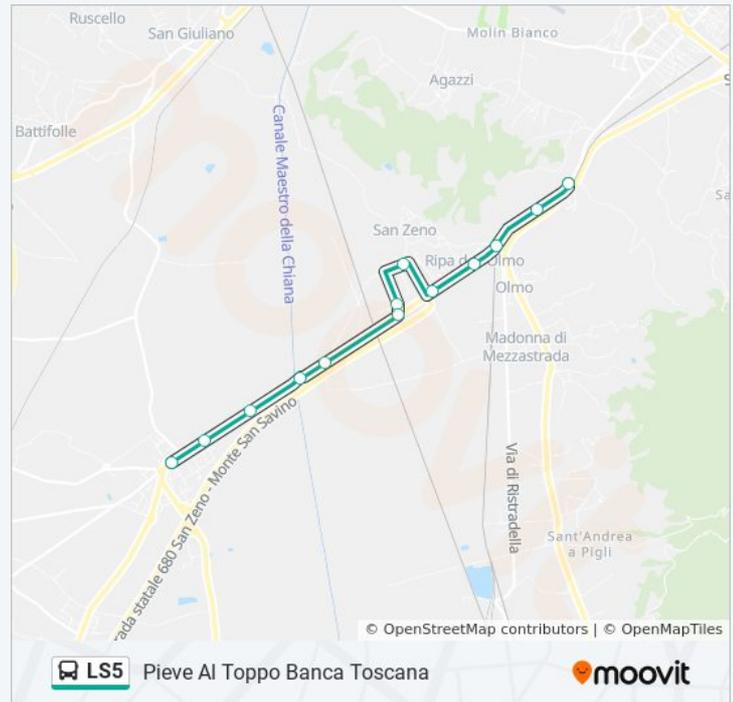 Ruscello
San Giuliano
Molin Bianco
Agazzi
Battifolle
Canale Maestro della Chiana
San Zeno
Olmo
Olmo
Madonna di
Mezzastrada
rada statale 680 San Zeno - Monte San Savino
Via di Ristradella
Sant'Andrea
a Pigli
© OpenStreetMap contributors | © OpenMapTiles
LS5 Pieve Al Toppo Banca Toscana
moovit